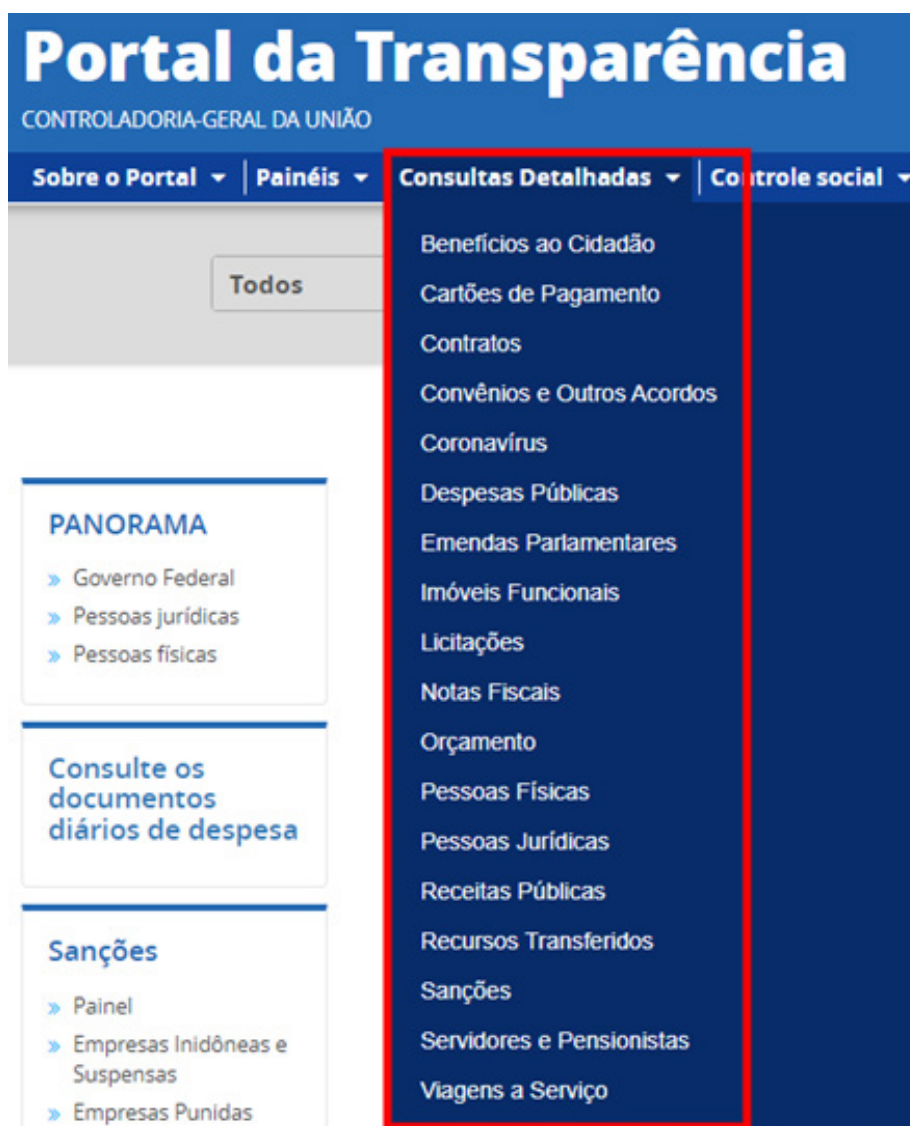 Portal da Transparência
CONTROLADORIA-GERAL DA UNIÃO
Sobre o Portal
Painéis
Consultas Detalhadas
Controle social
Todos
Benefícios ao Cidadão
Cartões de Pagamento
Contratos
Convênios e Outros Acordos
Coronavírus
Despesas Públicas
Emendas Parlamentares
Imóveis Funcionais
Licitações
Notas Fiscais
Orçamento
Pessoas Físicas
Pessoas Jurídicas
Receitas Públicas
Recursos Transferidos
Sanções
Servidores e Pensionistas
Viagens a Serviço
PANORAMA
» Governo Federal
» Pessoas jurídicas
» Pessoas físicas
Consulte os
documentos
diários de despesa
Sanções
» Painel
» Empresas Inidôneas e
Suspensas
» Empresas Punidas